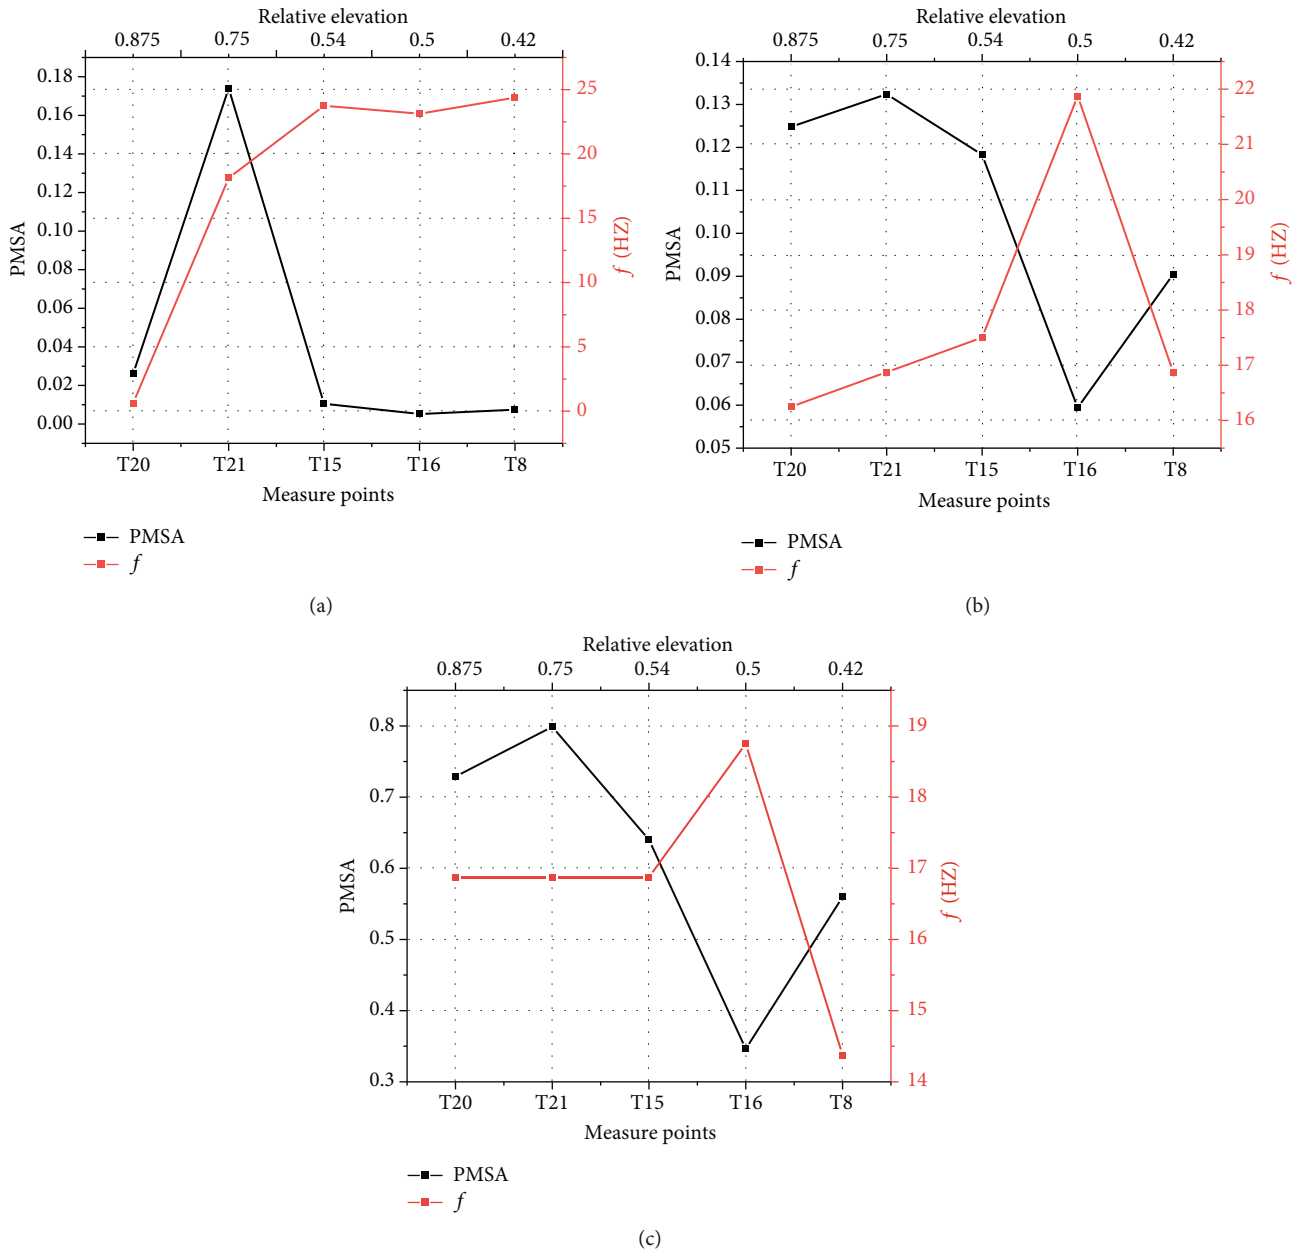 Relative elevation
0.875 0.75 0.54 0.5 0.42
0.18
0.16
0.14
0.12
0.10
0.08
0.06
0.04
0.02
0.00
PMSA
25
20
15
10
5
0
f (HZ)
T20 T21 T15 T16 T8
Measure points
PMSA
f
(a)
Relative elevation
0.875 0.75 0.54 0.5 0.42
0.14
0.13
0.12
0.11
0.10
0.09
0.08
0.07
0.06
0.05
PMSA
22
21
20
19
18
17
16
f (HZ)
T20 T21 T15 T16 T8
Measure points
PMSA
f
(b)
Relative elevation
0.875 0.75 0.54 0.5 0.42
0.8
0.7
0.6
0.5
0.4
0.3
PMSA
19
18
17
16
15
14
f (HZ)
T20 T21 T15 T16 T8
Measure points
PMSA
f
(c)